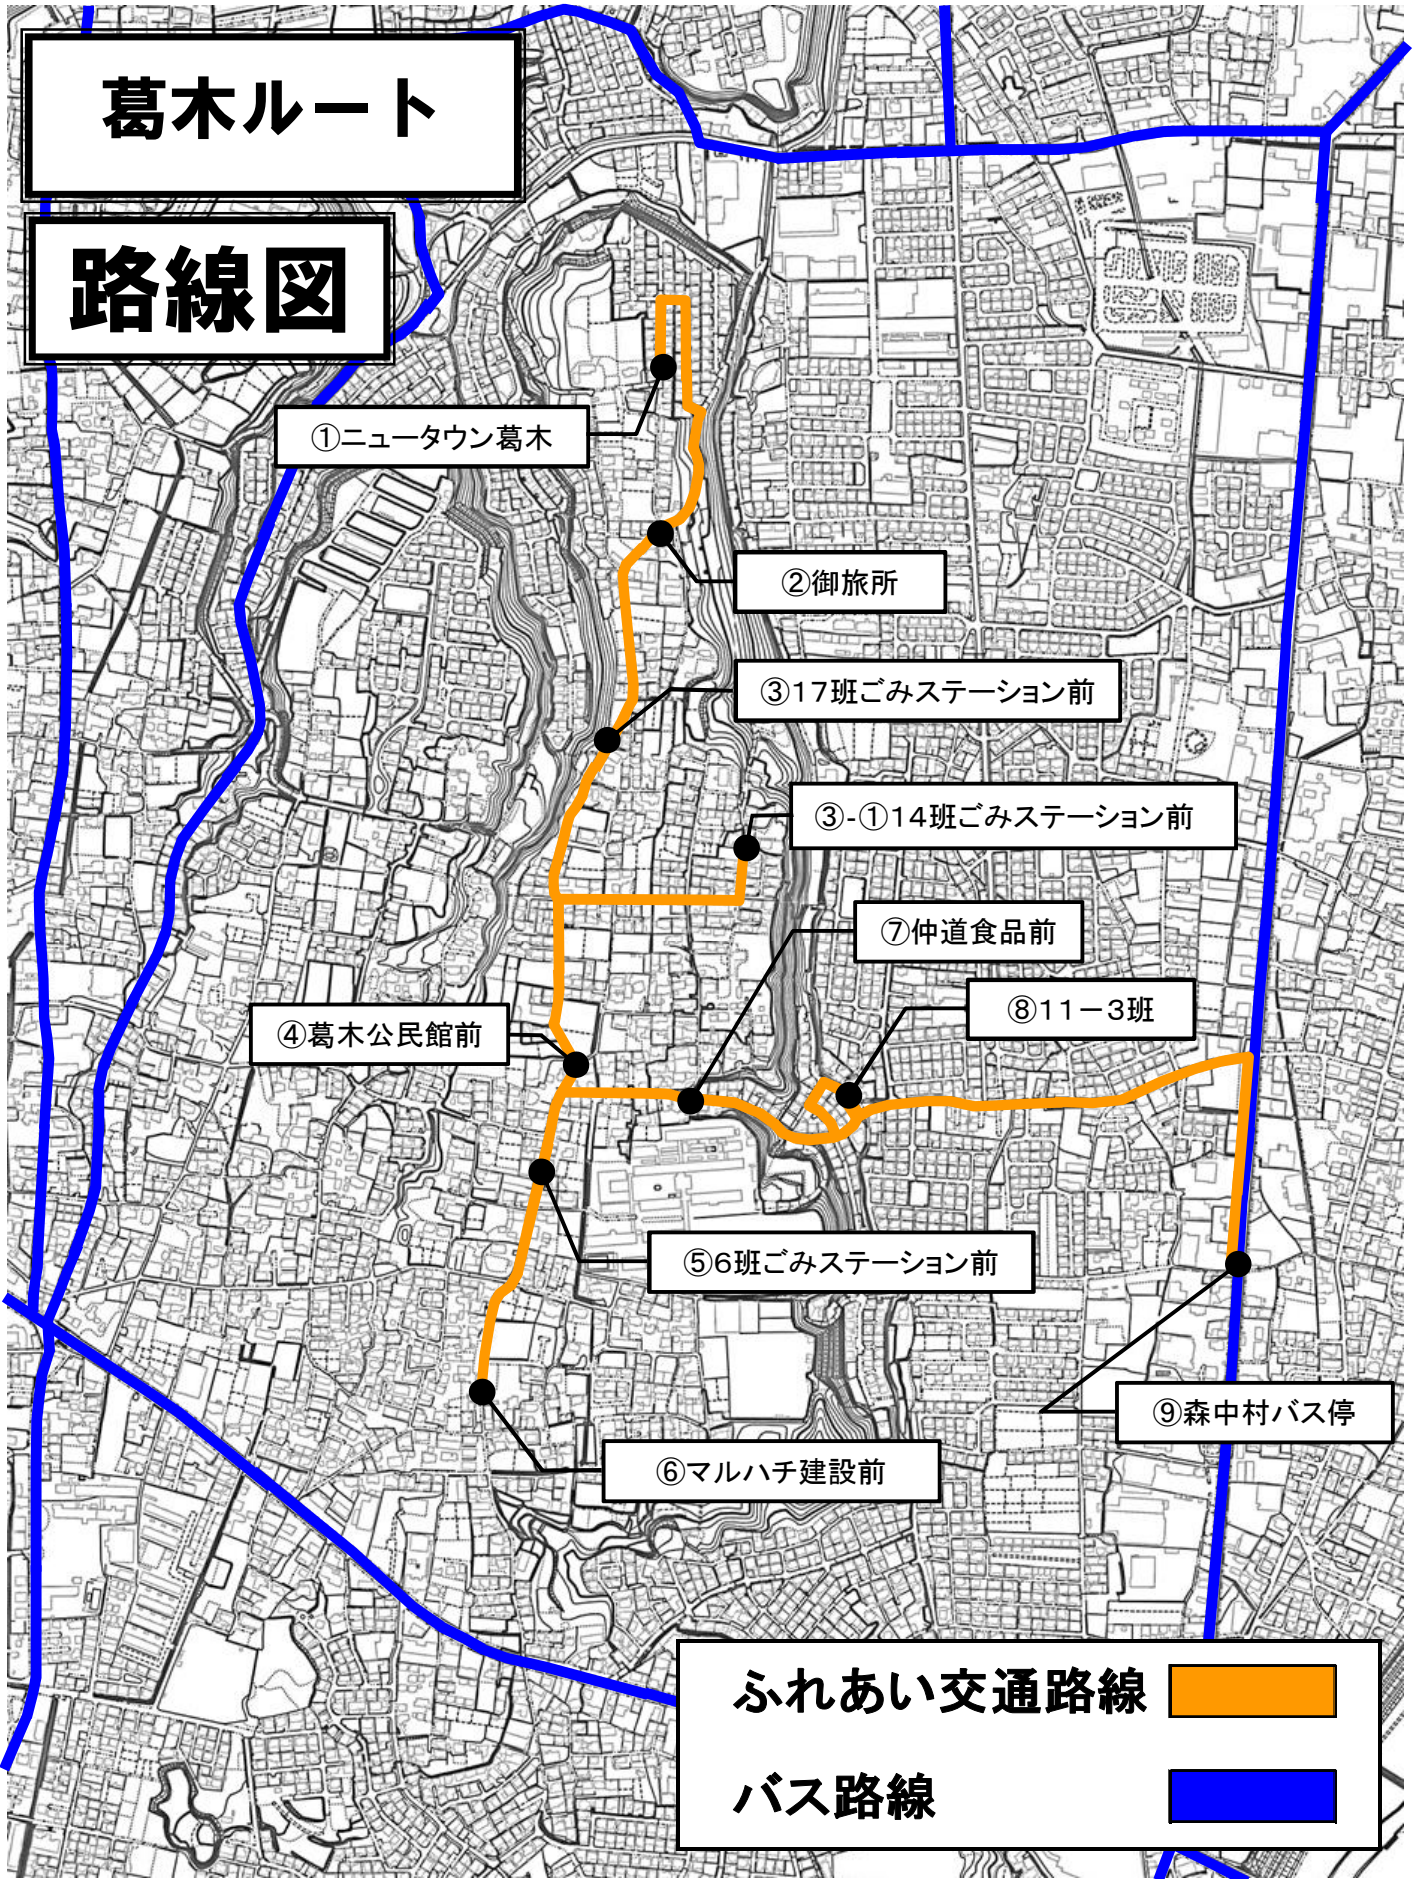 葛木ルート
路線図
①ニュータウン葛木
②御旅所
③17班ごみステーション前
③-①14班ごみステーション前
⑦仲道食品前
⑧11－3班
④葛木公民館前
⑤6班ごみステーション前
⑨森中村バス停
⑥マルハチ建設前
ふれあい交通路線
バス路線